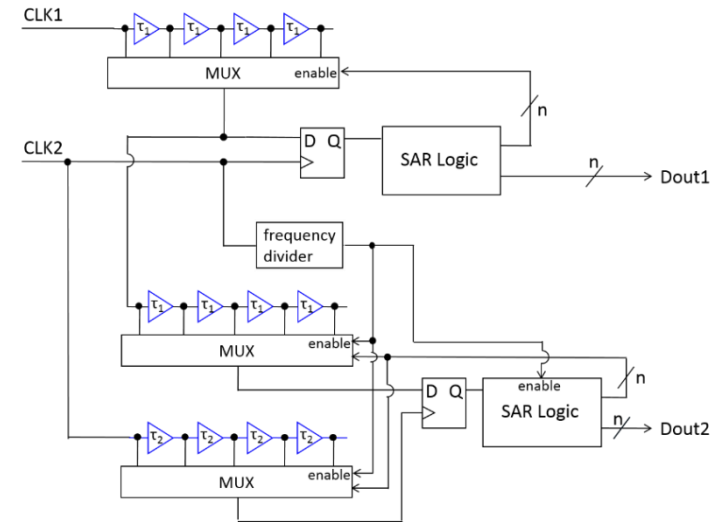 CLK1
τ1 τ1 τ1 τ1
MUX enable
n
CLK2
D Q
SAR Logic
n
Dout1
frequency
divider
τ1 τ1 τ1 τ1
enable
MUX
D Q
enable
SAR Logic
n
n
Dout2
τ2 τ2 τ2 τ2
enable
MUX